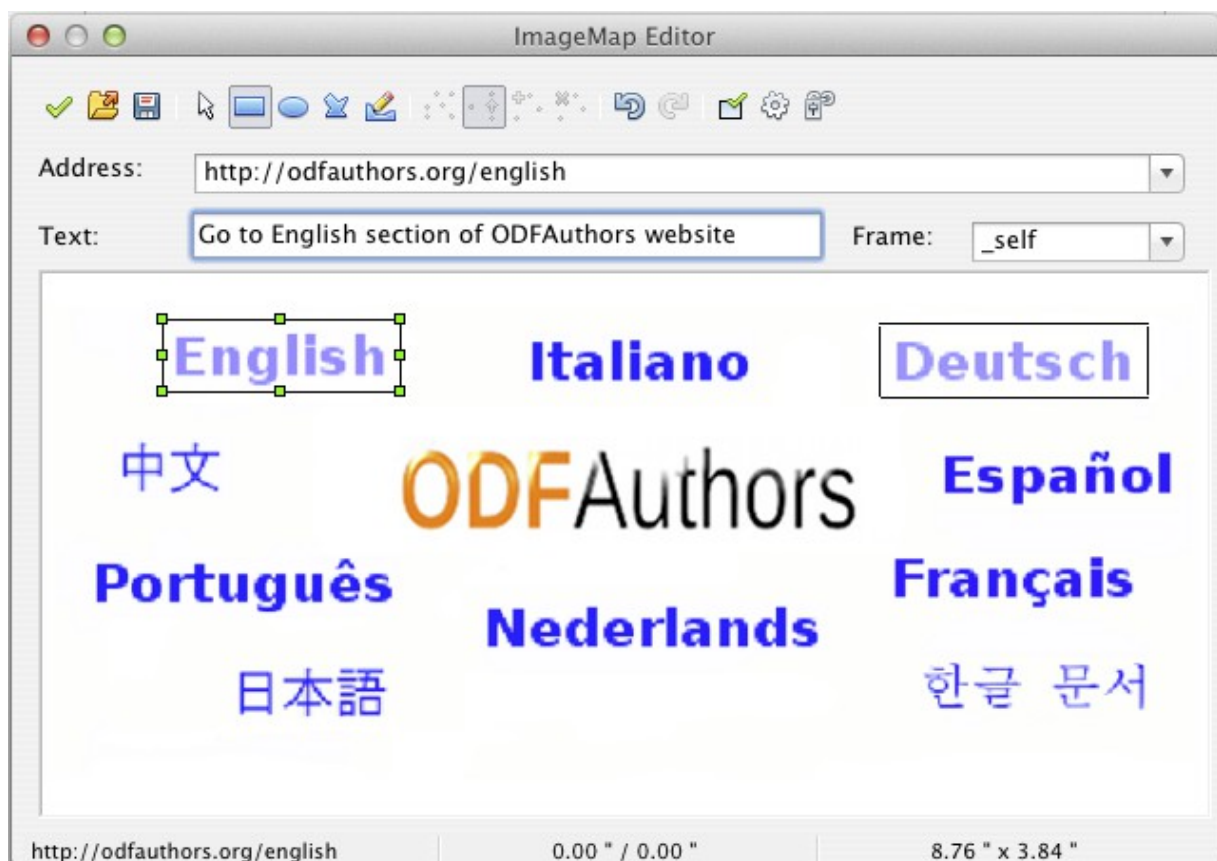 ImageMap Editor
Address: http://odfauthors.org/english
Text: Go to English section of ODFAuthors website Frame: _self
English Italiano Deutsch
中文 ODFAuthors Español
Português Français
Nederlands
日本語 한글 문서
http://odfauthors.org/english 0.00 " / 0.00 " 8.76 " x 3.84 "